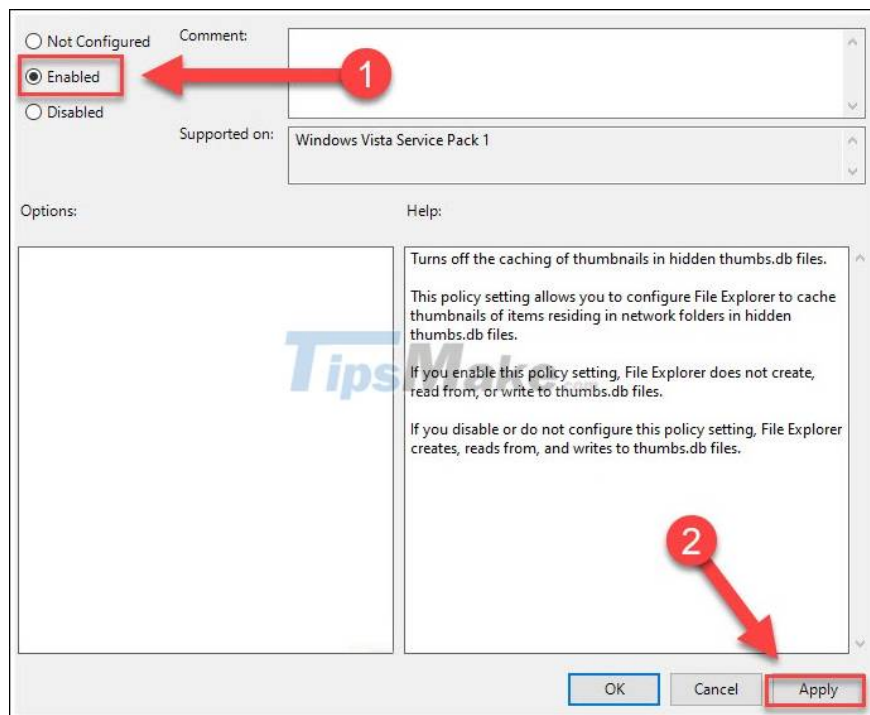 Not Configured
Comment:
1
Enabled
Disabled
Supported on:
Windows Vista Service Pack 1
Options:
Help:
Turns off the caching of thumbnails in hidden thumbs.db files.
This policy setting allows you to configure File Explorer to cache
thumbnails of items residing in network folders in hidden
thumbs.db files.
If you enable this policy setting, File Explorer does not create,
read from, or write to thumbs.db files.
If you disable or do not configure this policy setting, File Explorer
creates, reads from, and writes to thumbs.db files.
TipsMake.com
2
OK
Cancel
Apply